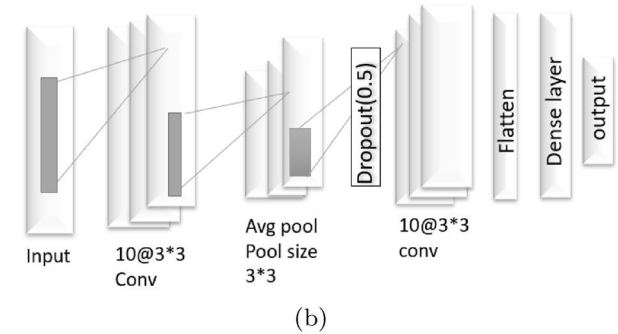 Input
10@3*3
Conv
Avg pool
Pool size
3*3
Dropout(0.5)
10@3*3
conv
Flatten
Dense layer
output
(b)